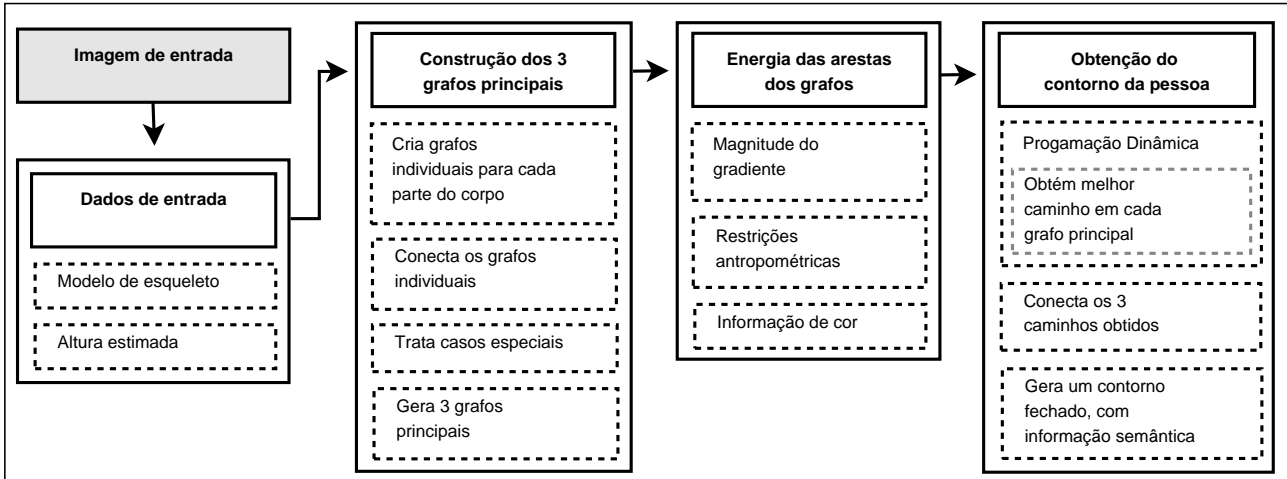 Imagem de entrada
Dados de entrada
Modelo de esqueleto
Altura estimada
Construção dos 3
grafos principais
Cria grafos
individuais para cada
parte do corpo
Conecta os grafos
individuais
Trata casos especiais
Gera 3 grafos
principais
Energia das arestas
dos grafos
Magnitude do
gradiente
Restrições
antropométricas
Informação de cor
Obtenção do
contorno da pessoa
Progamação Dinâmica
Obtém melhor
caminho em cada
grafo principal
Conecta os 3
caminhos obtidos
Gera um contorno
fechado, com
informação semântica